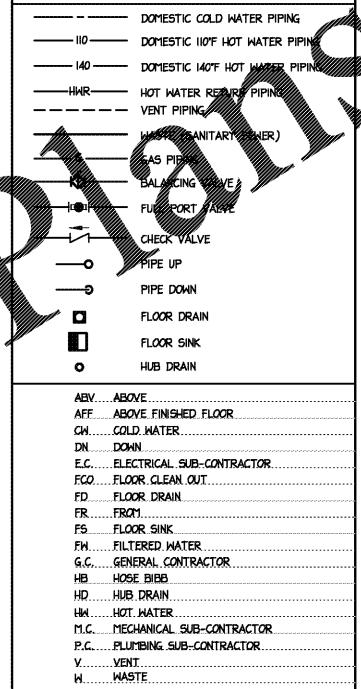 DOMESTIC COLD WATER PIPING
110 DOMESTIC 110°F HOT WATER PIPING
140 DOMESTIC 140°F HOT WATER PIPING
HWR HOT WATER RETURN PIPING
VENT PIPING
WASTE (SANITARY SEWER)
G GAS PIPING
BALANCING VALVE
FULL PORT VALVE
CHECK VALVE
PIPE UP
PIPE DOWN
FLOOR DRAIN
FLOOR SINK
HUB DRAIN
Plans
ABV ABOVE
AFF ABOVE FINISHED FLOOR
CW COLD WATER
DN DOWN
E.C. ELECTRICAL SUB-CONTRACTOR
FCO FLOOR CLEAN OUT
FD FLOOR DRAIN
FR FROM
FS FLOOR SINK
FW FILTERED WATER
G.C. GENERAL CONTRACTOR
HB HOSE BIBB
HD HUB DRAIN
HW HOT WATER
M.C. MECHANICAL SUB-CONTRACTOR
P.C. PLUMBING SUB-CONTRACTOR
V VENT
W WASTE